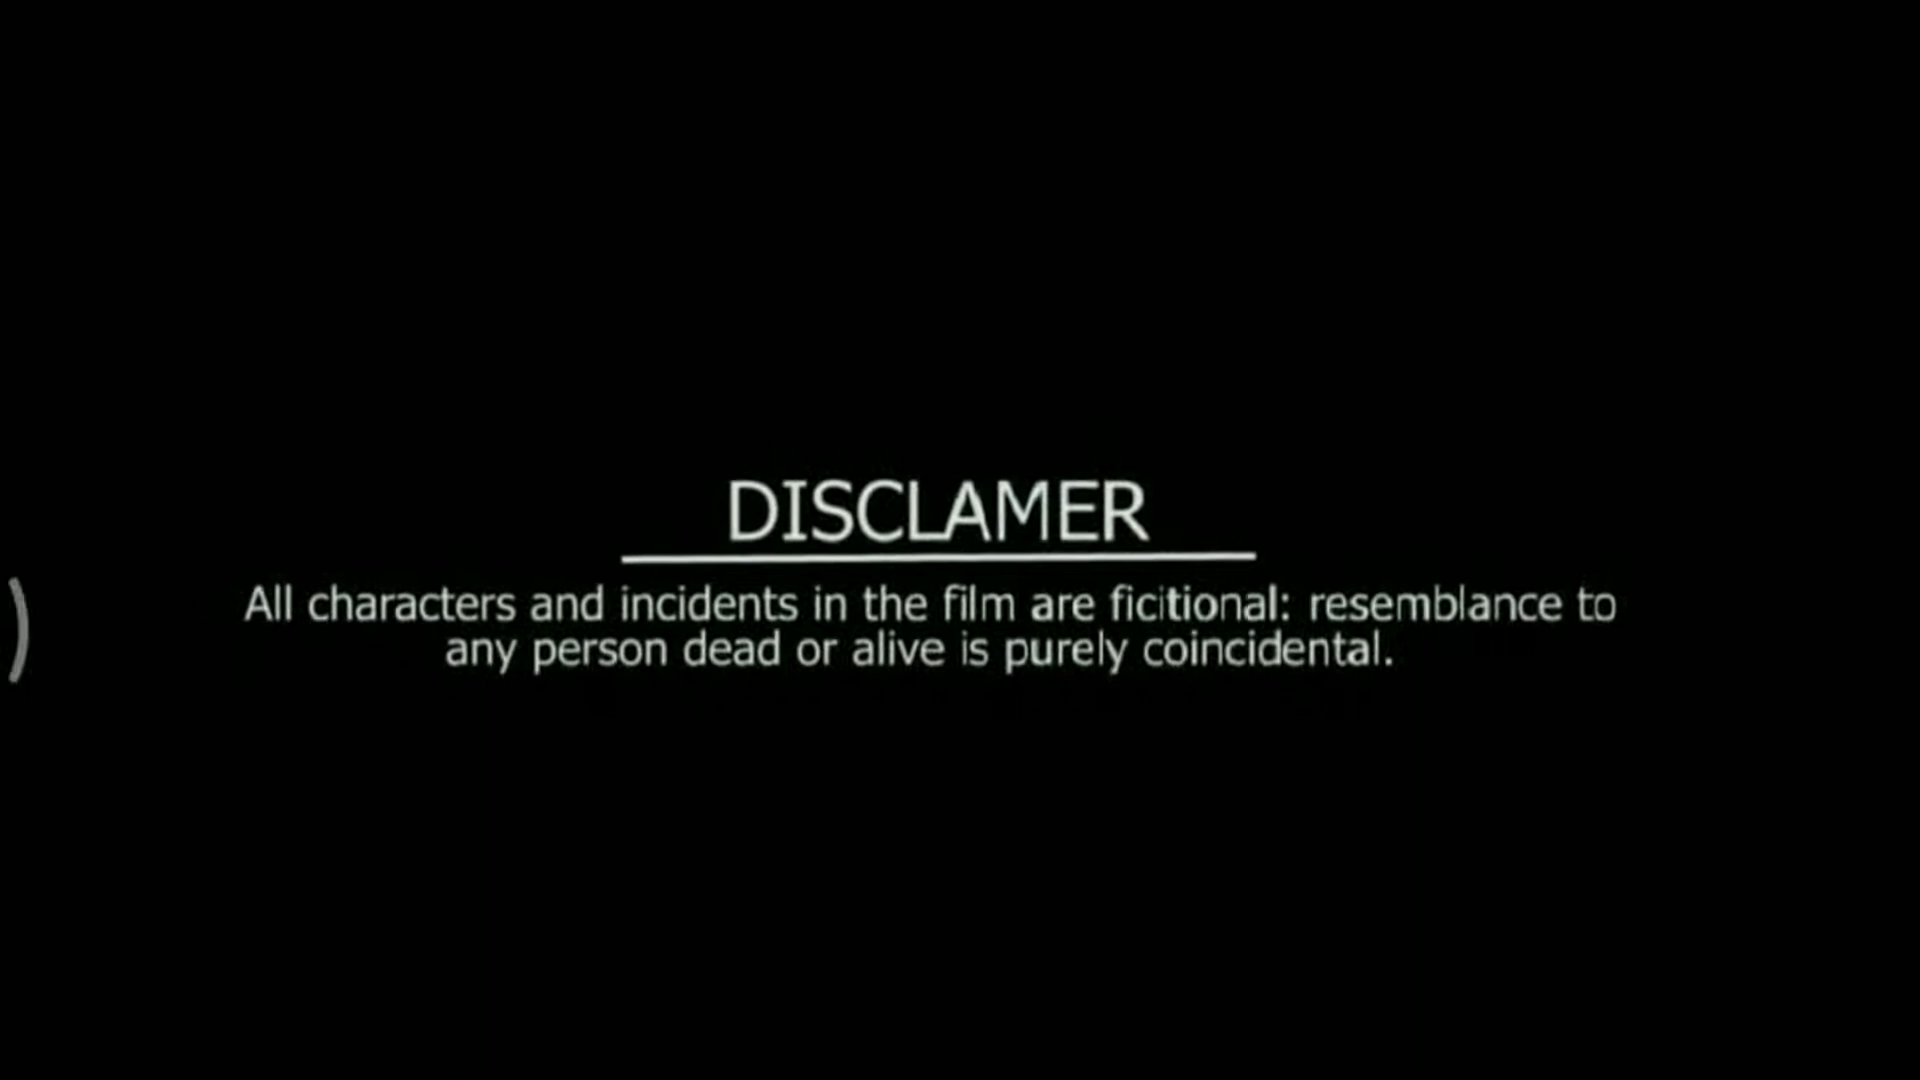 DISCLAMER
All characters and incidents in the film are ficitional: resemblance to
any person dead or alive is purely coincidental.